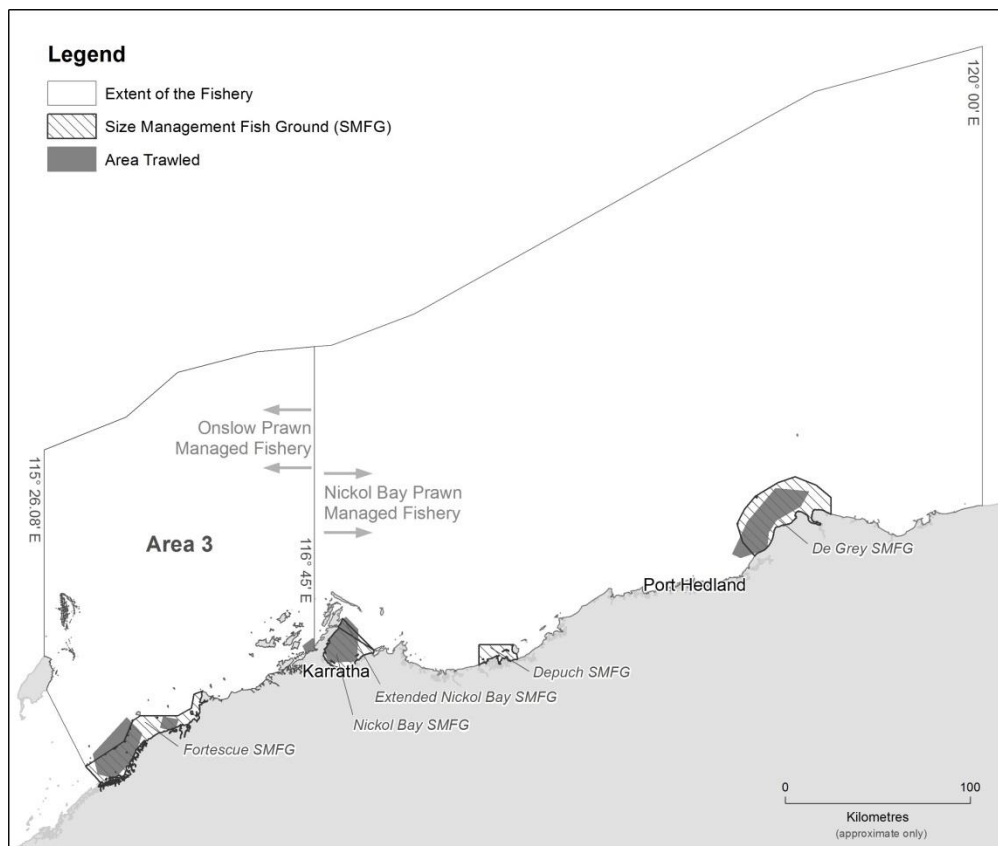 Legend
Extent of the Fishery
Size Management Fish Ground (SMFG)
Area Trawled
120° 00' E
Onslow Prawn
Managed Fishery
Nickol Bay Prawn
Managed Fishery
115° 26.08' E
Area 3
116° 45' E
De Grey SMFG
Port Hedland
Karratha
Depuch SMFG
Extended Nickol Bay SMFG
Nickol Bay SMFG
Fortescue SMFG
0 100
Kilometres
(approximate only)